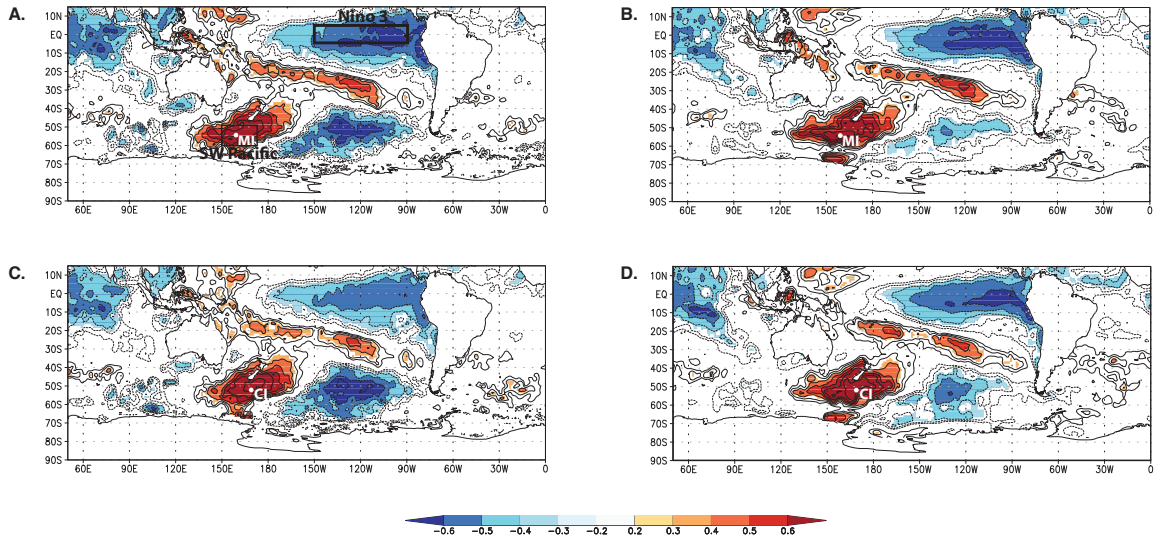 A.
Nino 3
10N
EQ
10S
20S
30S
40S
50S
60S
70S
80S
90S
MI
SW Pacific
60E 90E 120E 150E 180 150W 120W 90W 60W 30W 0
B.
10N
EQ
10S
20S
30S
40S
50S
60S
70S
80S
90S
MI
60E 90E 120E 150E 180 150W 120W 90W 60W 30W 0
C.
10N
EQ
10S
20S
30S
40S
50S
60S
70S
80S
90S
CI
60E 90E 120E 150E 180 150W 120W 90W 60W 30W 0
D.
10N
EQ
10S
20S
30S
40S
50S
60S
70S
80S
90S
CI
60E 90E 120E 150E 180 150W 120W 90W 60W 30W 0
-0.6 -0.5 -0.4 -0.3 -0.2 0.2 0.3 0.4 0.5 0.6